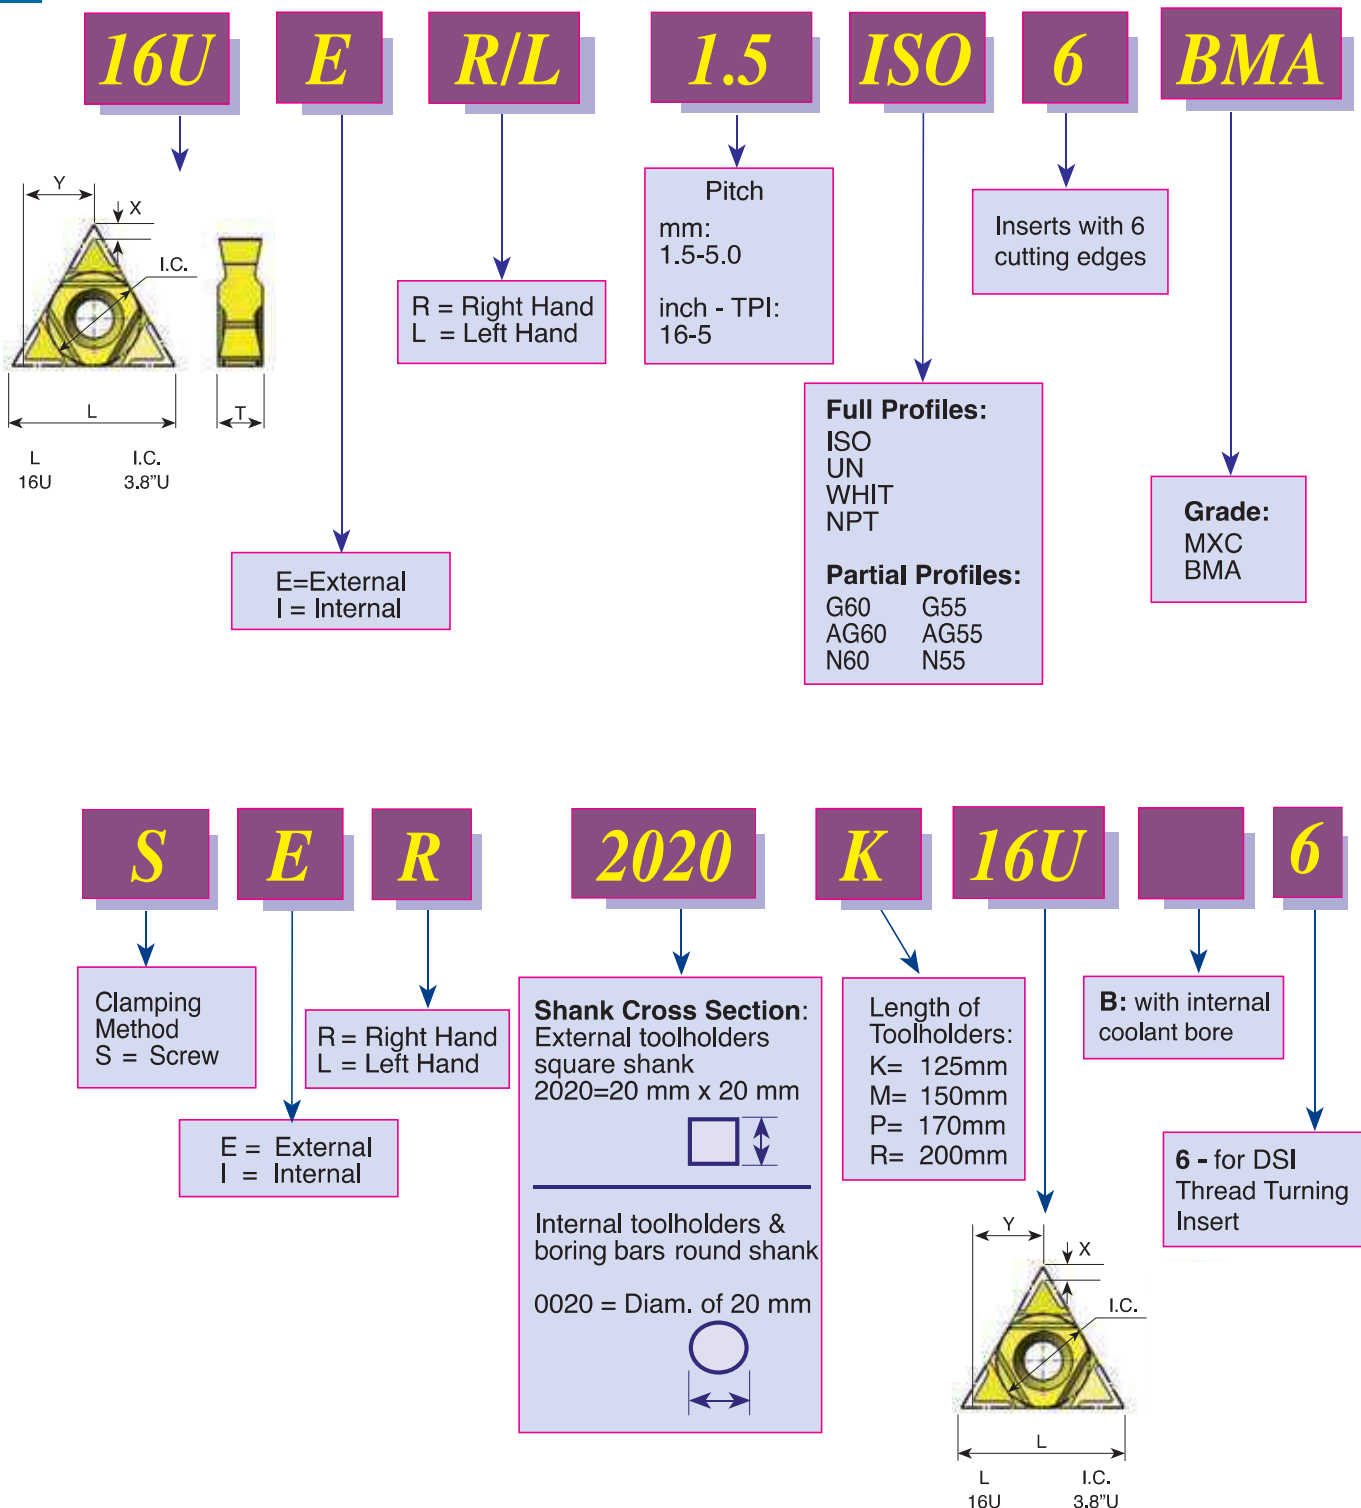 16U E R/L 1.5 ISO 6 BMA
Y
X
I.C.
L
T
L I.C.
16U 3.8”U
E=External
I = Internal
R = Right Hand
L = Left Hand
Pitch
mm:
1.5-5.0
inch - TPI:
16-5
Full Profiles:
ISO
UN
WHIT
NPT
Partial Profiles:
G60 G55
AG60 AG55
N60 N55
Inserts with 6
cutting edges
Grade:
MXC
BMA
S E R 2020 K 16U 6
Clamping
Method
S = Screw
E = External
I = Internal
R = Right Hand
L = Left Hand
Shank Cross Section:
External toolholders
square shank
2020=20 mm x 20 mm
Internal toolholders &
boring bars round shank
0020 = Diam. of 20 mm
Length of
Toolholders:
K= 125mm
M= 150mm
P= 170mm
R= 200mm
Y
X
I.C.
L
L I.C.
16U 3.8”U
B: with internal
coolant bore
6 - for DSI
Thread Turning
Insert